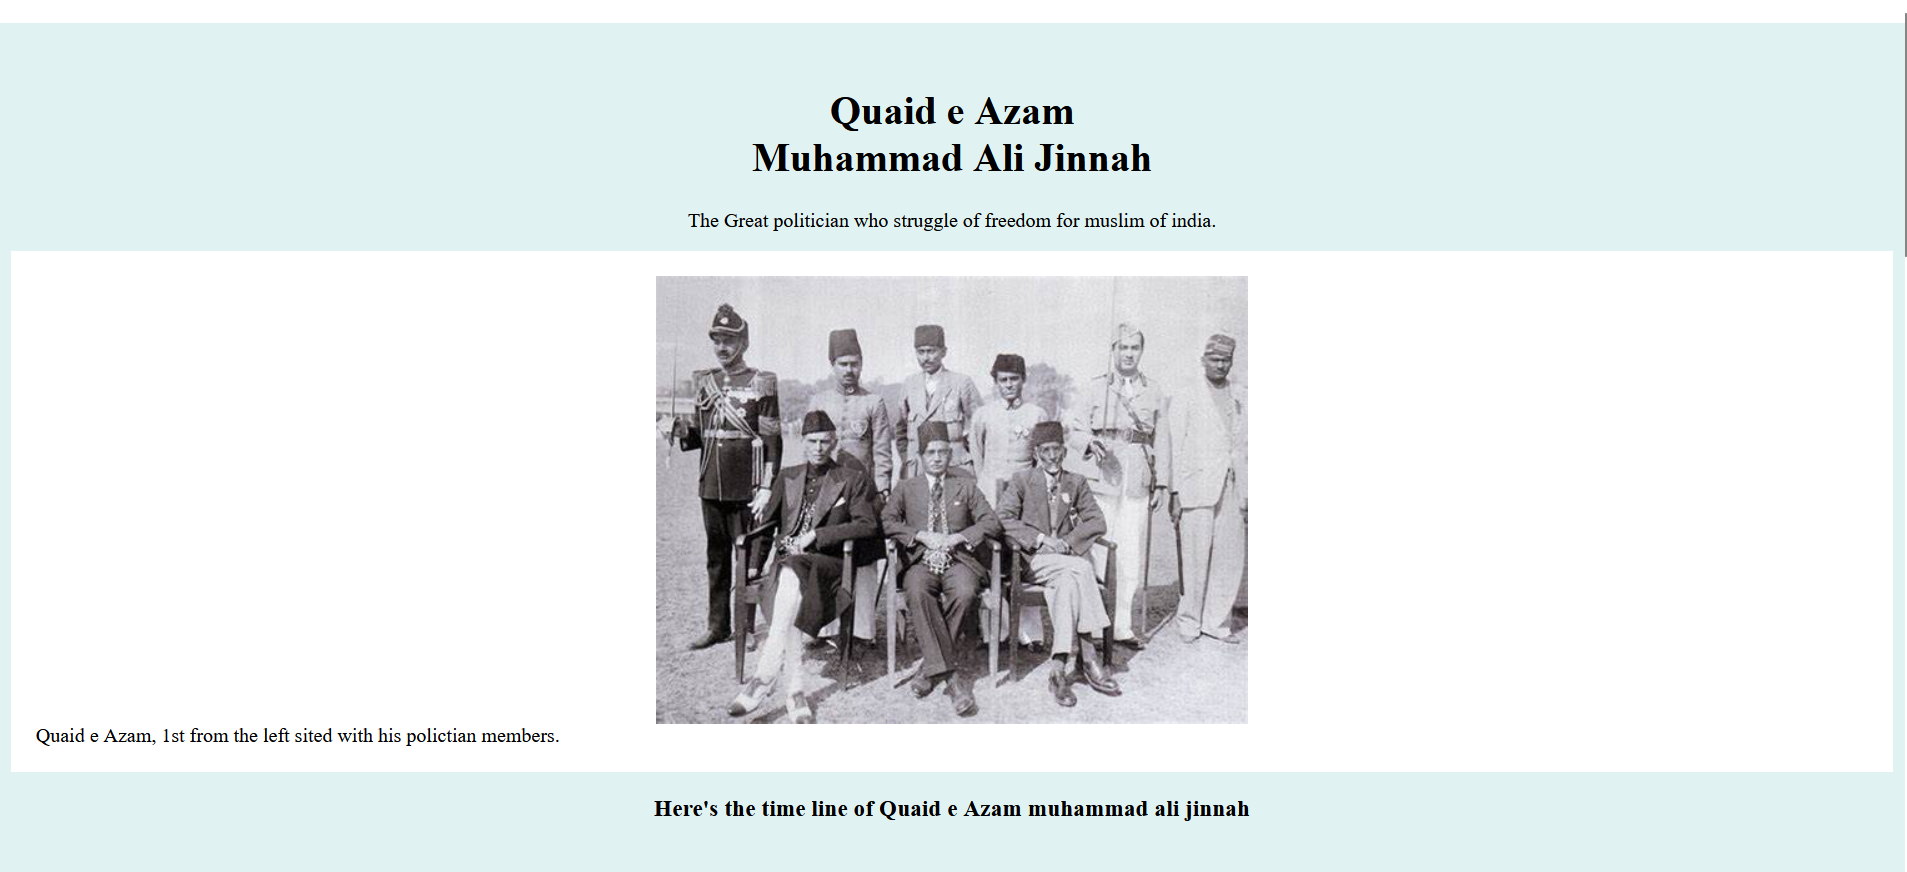 Quaid e Azam
Muhammad Ali Jinnah
The Great politician who struggle of freedom for muslim of india.
Quaid e Azam, 1st from the left sited with his polictian members.
Here's the time line of Quaid e Azam muhammad ali jinnah